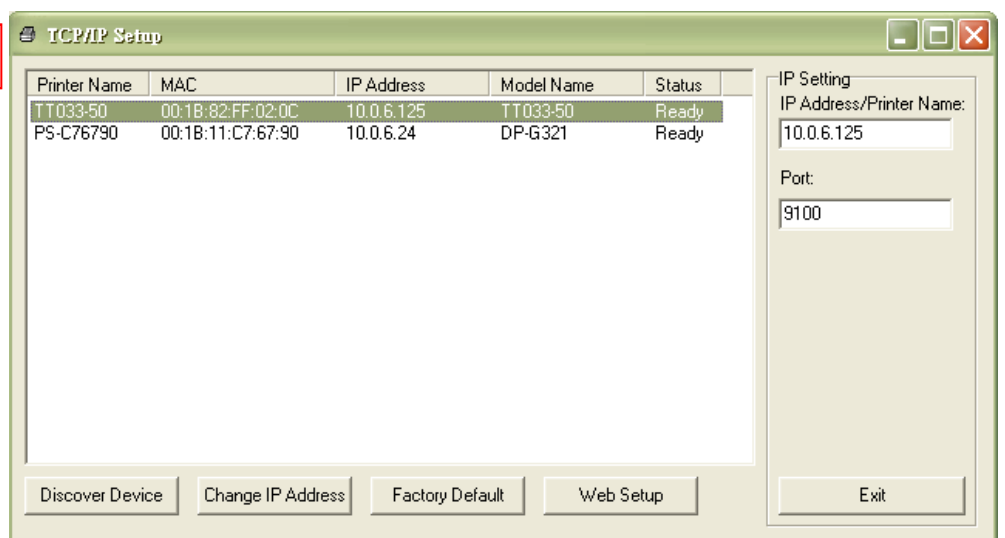 TCP/IP Setup
Printer Name MAC IP Address Model Name Status
TT033-50 00:1B:82:FF:02:0C 10.0.6.125 TT033-50 Ready
PS-C76790 00:1B:11:C7:67:90 10.0.6.24 DP-G321 Ready
IP Setting
IP Address/Printer Name:
10.0.6.125
Port:
9100
Discover Device Change IP Address Factory Default Web Setup Exit